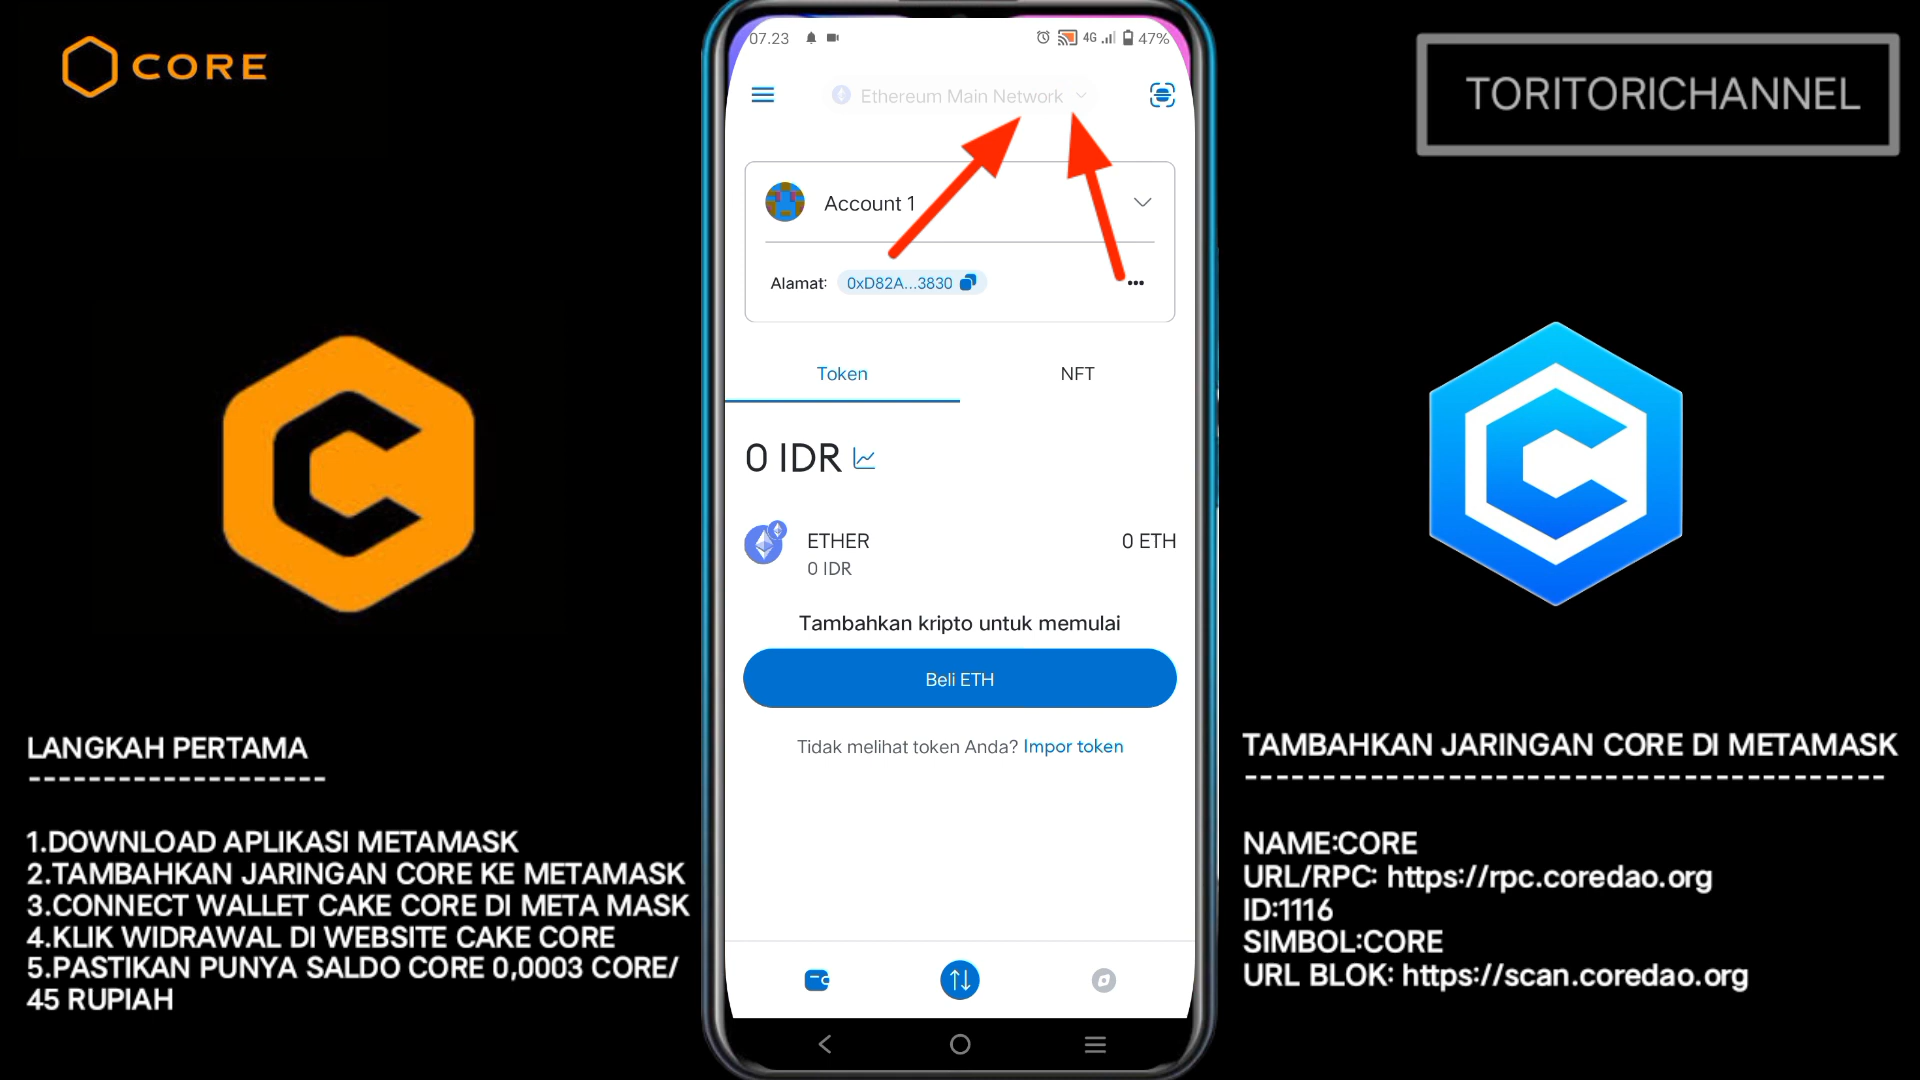 CORE
TORITORICHANNEL
07.23
4G
47%
Ethereum Main Network
Account 1
Alamat: 0xD82A...3830
Token
NFT
0 IDR
ETHER
0 ETH
0 IDR
Tambahkan kripto untuk memulai
Beli ETH
Tidak melihat token Anda? Impor token
LANGKAH PERTAMA
--------------------
1.DOWNLOAD APLIKASI METAMASK
2.TAMBAHKAN JARINGAN CORE KE METAMASK
3.CONNECT WALLET CAKE CORE DI META MASK
4.KLIK WIDRAWAL DI WEBSITE CAKE CORE
5.PASTIKAN PUNYA SALDO CORE 0,0003 CORE/
45 RUPIAH
TAMBAHKAN JARINGAN CORE DI METAMASK
-----------------------------------------
NAME:CORE
URL/RPC: https://rpc.coredao.org
ID:1116
SIMBOL:CORE
URL BLOK: https://scan.coredao.org